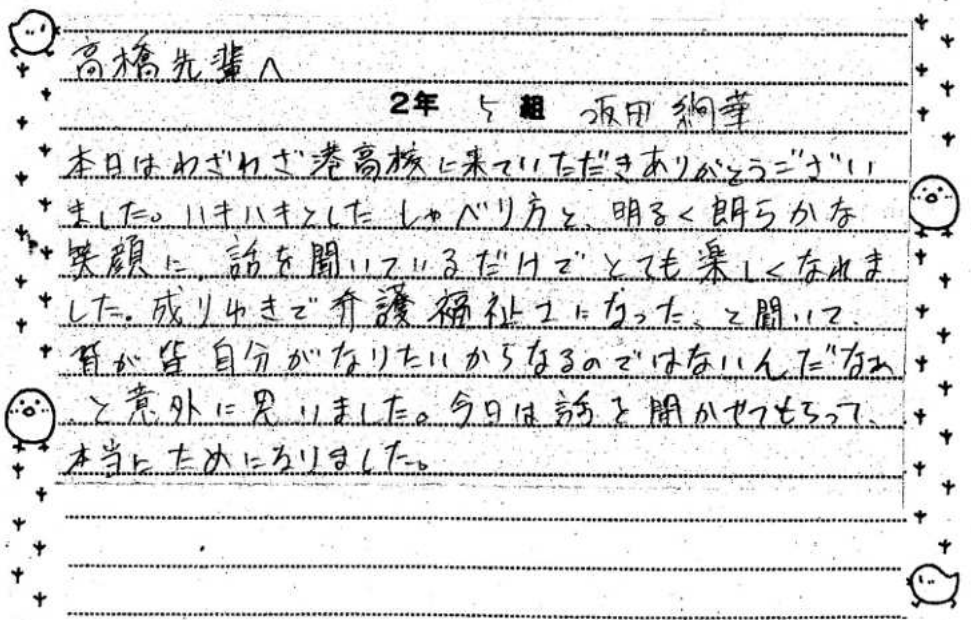 高橋先輩へ
2年 5 組 坂田 絢華
本日はわざわざ港高校に来ていただきありがとうござい
ました。ハキハキとしたしゃべり方と、明るく朗らかな
笑顔に、話を聞いているだけでとても楽しくなれま
した。成りゆきで介護福祉士になった、と聞いて、
皆が皆自分がなりたいからなるのではないんだなぁ
、と意外に思いました。今日は話を聞かせてもらって、
本当にためになりました。